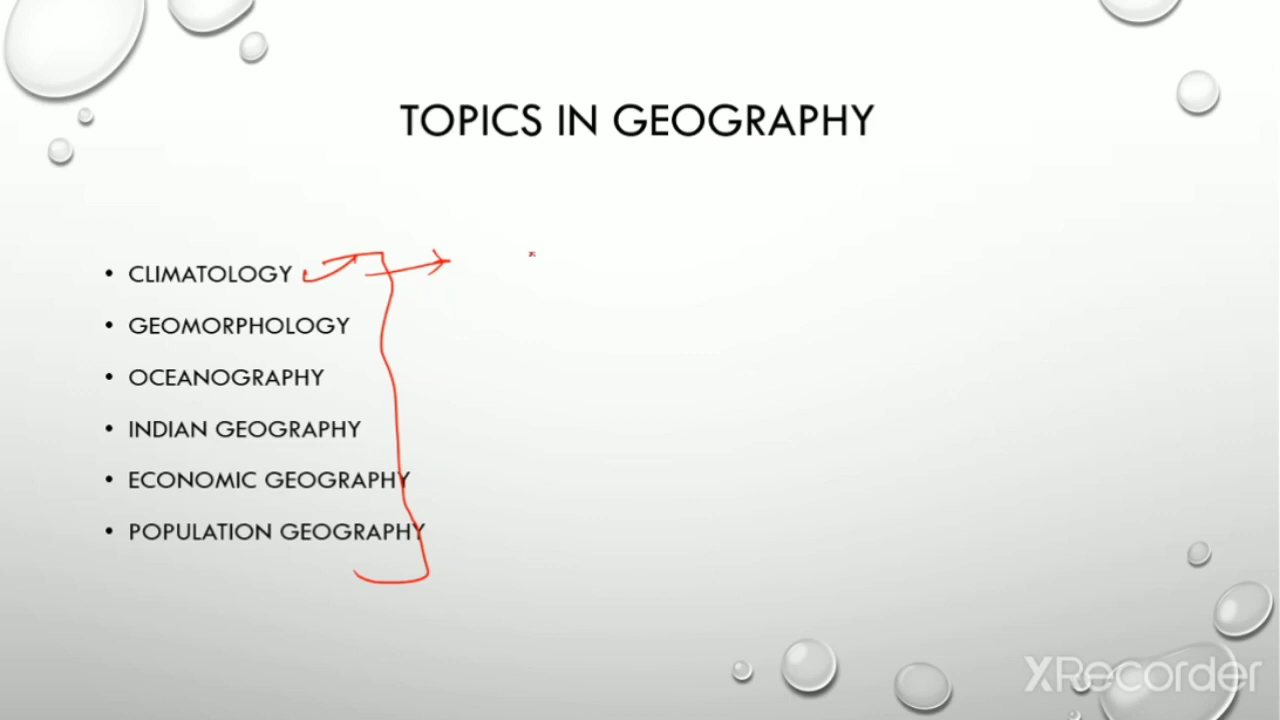 TOPICS IN GEOGRAPHY
• CLIMATOLOGY
• GEOMORPHOLOGY
• OCEANOGRAPHY
• INDIAN GEOGRAPHY
• ECONOMIC GEOGRAPHY
• POPULATION GEOGRAPHY
XRecorder